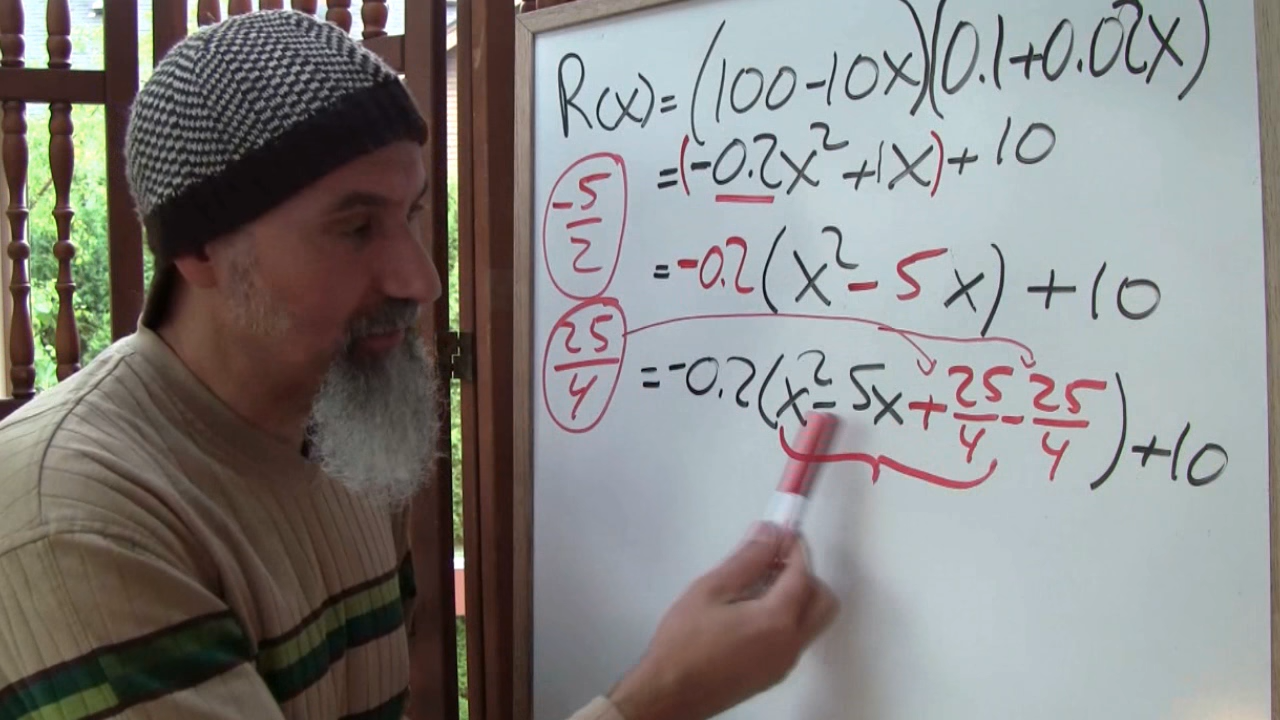 R(x)=(100-10x)(0.1+0.02x)
=(-0.2x²+1x)+10
-5/2
=-0.2(x²-5x)+10
25/4
=-0.2(x²-5x+25/4-25/4)+10